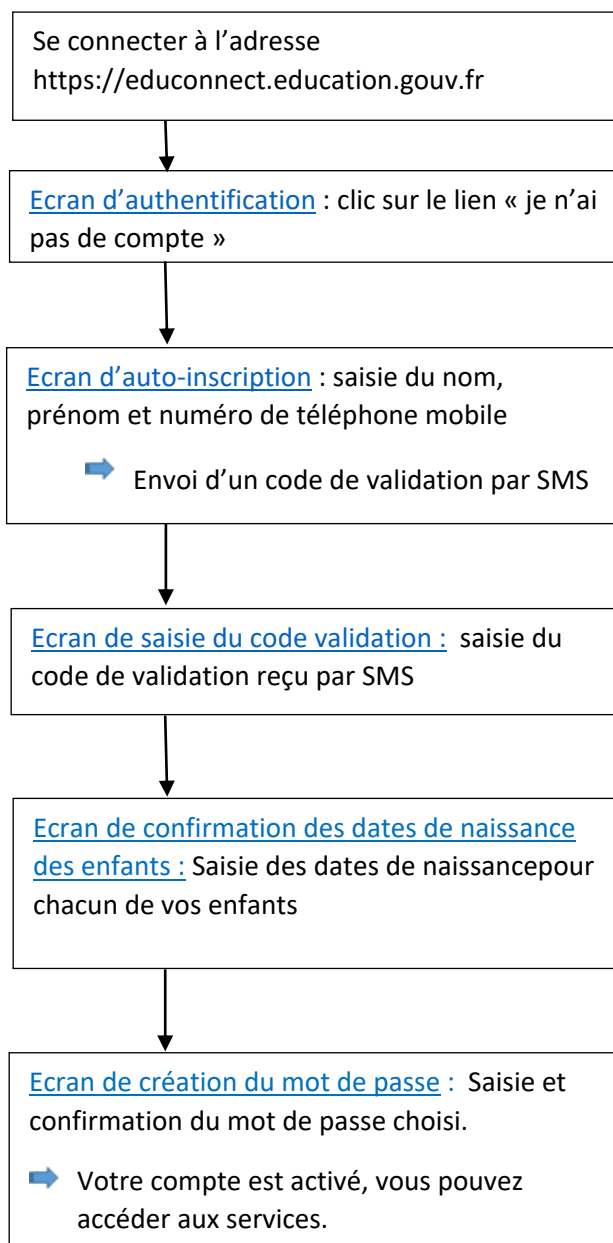 Se connecter à l’adresse
https://educonnect.education.gouv.fr
Ecran d’authentification : clic sur le lien « je n’ai
pas de compte »
Ecran d’auto-inscription : saisie du nom,
prénom et numéro de téléphone mobile
Envoi d’un code de validation par SMS
Ecran de saisie du code validation : saisie du
code de validation reçu par SMS
Ecran de confirmation des dates de naissance
des enfants : Saisie des dates de naissancepour
chacun de vos enfants
Ecran de création du mot de passe : Saisie et
confirmation du mot de passe choisi.
Votre compte est activé, vous pouvez
accéder aux services.